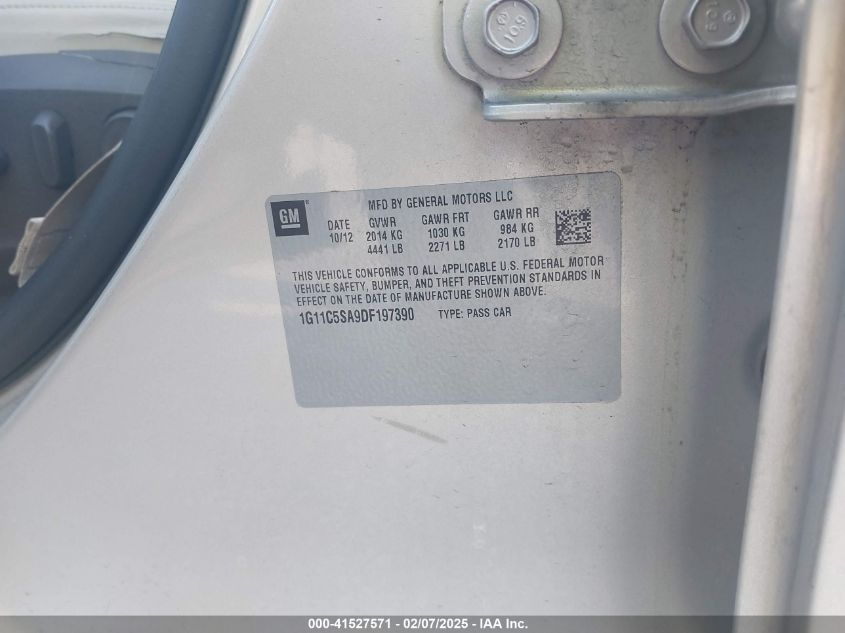 109
109
MFD BY GENERAL MOTORS LLC
GM
DATE GVWR GAWR FRT GAWR RR
10/12 2014 KG 1030 KG 984 KG
4441 LB 2271 LB 2170 LB
THIS VEHICLE CONFORMS TO ALL APPLICABLE U.S. FEDERAL MOTOR
VEHICLE SAFETY, BUMPER, AND THEFT PREVENTION STANDARDS IN
EFFECT ON THE DATE OF MANUFACTURE SHOWN ABOVE.
1G11C5SA9DF197390 TYPE: PASS CAR
000-41527571 - 02/07/2025 - IAA Inc.